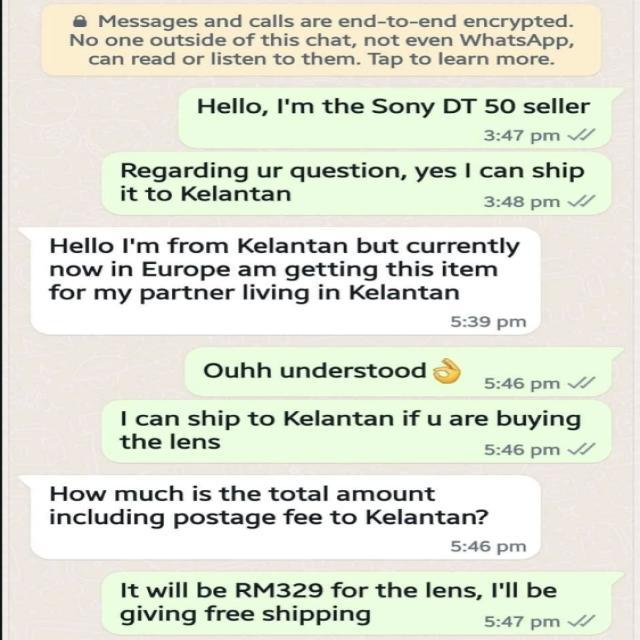 Messages and calls are end-to-end encrypted.
No one outside of this chat, not even WhatsApp,
can read or listen to them. Tap to learn more.
Hello, I'm the Sony DT 50 seller
3:47 pm
Regarding ur question, yes I can ship
it to Kelantan
3:48 pm
Hello I'm from Kelantan but currently
now in Europe am getting this item
for my partner living in Kelantan
5:39 pm
Ouhh understood👌
5:46 pm
I can ship to Kelantan if u are buying
the lens
5:46 pm
How much is the total amount
including postage fee to Kelantan?
5:46 pm
It will be RM329 for the lens, I'll be
giving free shipping
5:47 pm